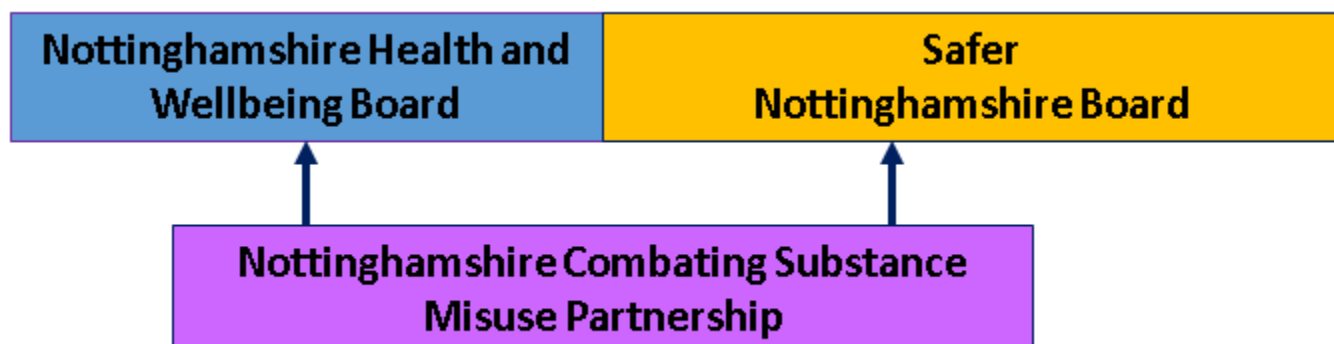 Nottinghamshire Health and
Wellbeing Board
Safer
Nottinghamshire Board
Nottinghamshire Combating Substance
Misuse Partnership